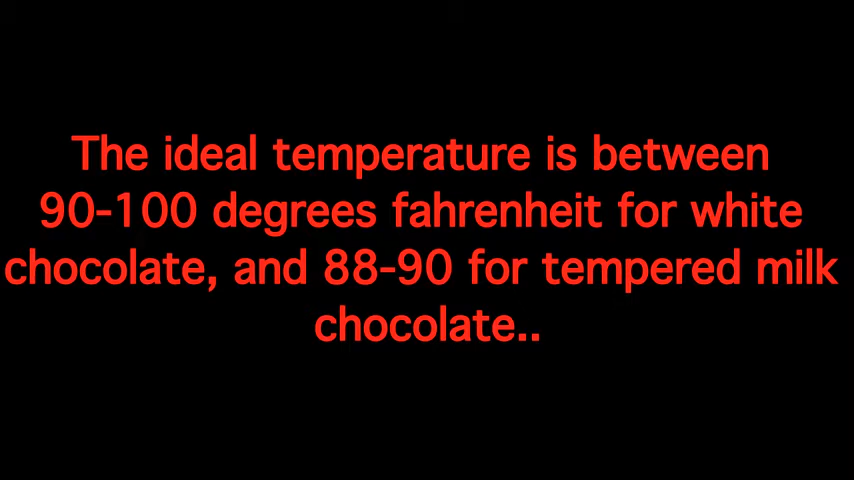 The ideal temperature is between
90-100 degrees fahrenheit for white
chocolate, and 88-90 for tempered milk
chocolate..